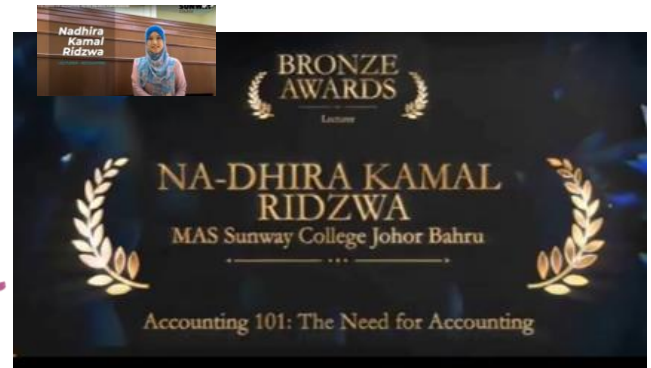 SUNWAY
Nadhira
Kamal
Ridzwa
BRONZE
AWARDS
Lecturer
NA-DHIRA KAMAL
RIDZWA
MAS Sunway College Johor Bahru
Accounting 101: The Need for Accounting